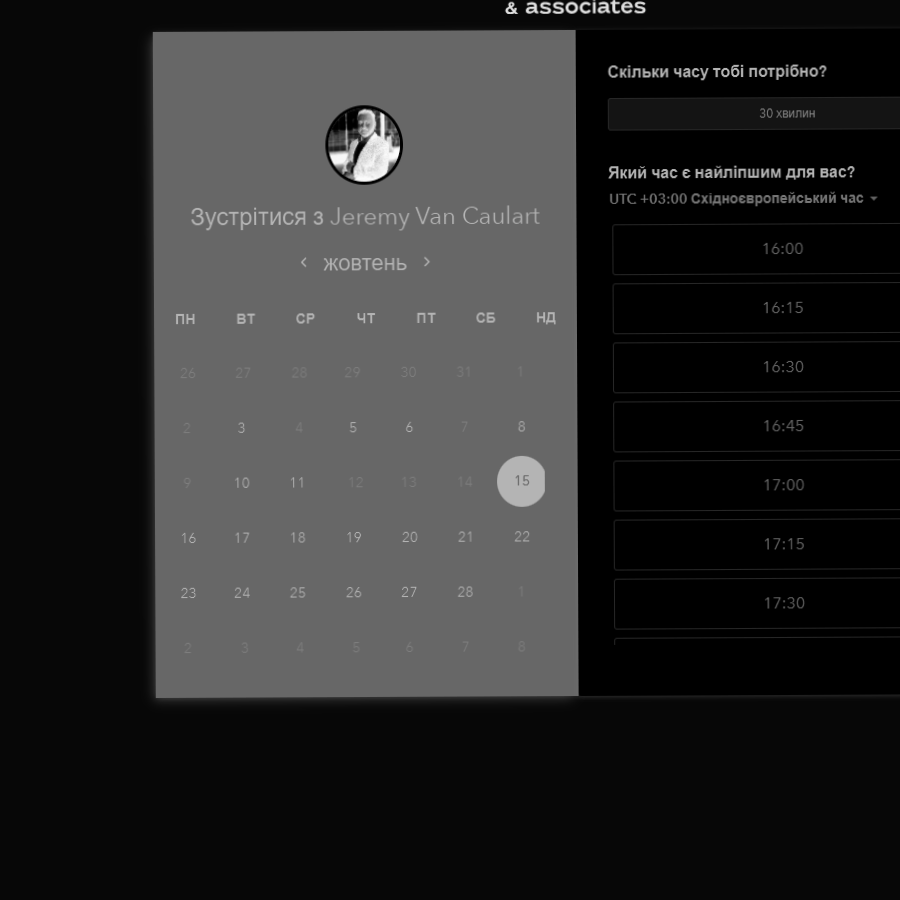 & associates
Зустрітися з Jeremy Van Caulart
‹ жовтень ›
ПН ВТ СР ЧТ ПТ СБ НД
26 27 28 29 30 31 1
2 3 4 5 6 7 8
9 10 11 12 13 14 15
16 17 18 19 20 21 22
23 24 25 26 27 28 1
2 3 4 5 6 7 8
Скільки часу тобі потрібно?
30 хвилин
Який час є найліпшим для вас?
UTC +03:00 Східноєвропейський час
16:00
16:15
16:30
16:45
17:00
17:15
17:30